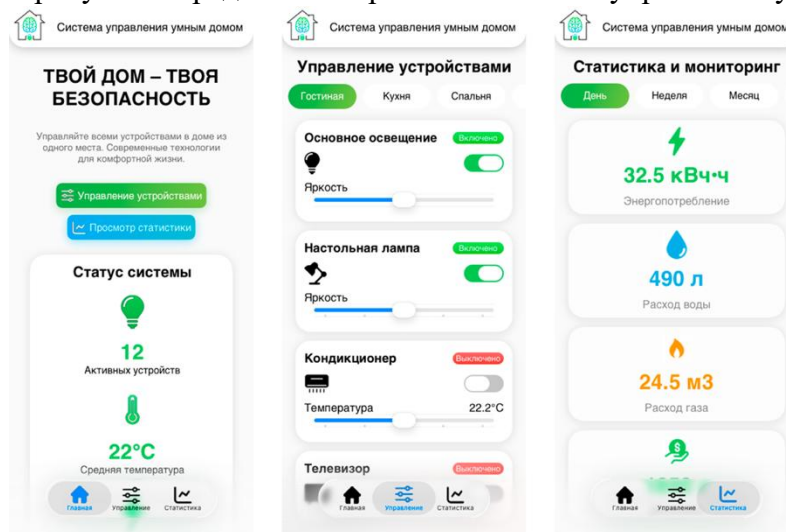 Система управления умным домом
ТВОЙ ДОМ – ТВОЯ
БЕЗОПАСНОСТЬ
Управляйте всеми устройствами в доме из
одного места. Современные технологии
для комфортной жизни.
Управление устройствами
Просмотр статистики
Статус системы
12
Активных устройств
22°C
Средняя температура
Главная Управление Статистика
Система управления умным домом
Управление устройствами
Гостиная Кухня Спальня
Основное освещение Включено
Яркость
Настольная лампа Включено
Яркость
Кондикционер Выключено
Температура 22.2°C
Телевизор Выключено
Главная Управление Статистика
Система управления умным домом
Статистика и мониторинг
День Неделя Месяц
32.5 кВч·ч
Энергопотребление
490 л
Расход воды
24.5 м3
Расход газа
Главная Управление Статистика